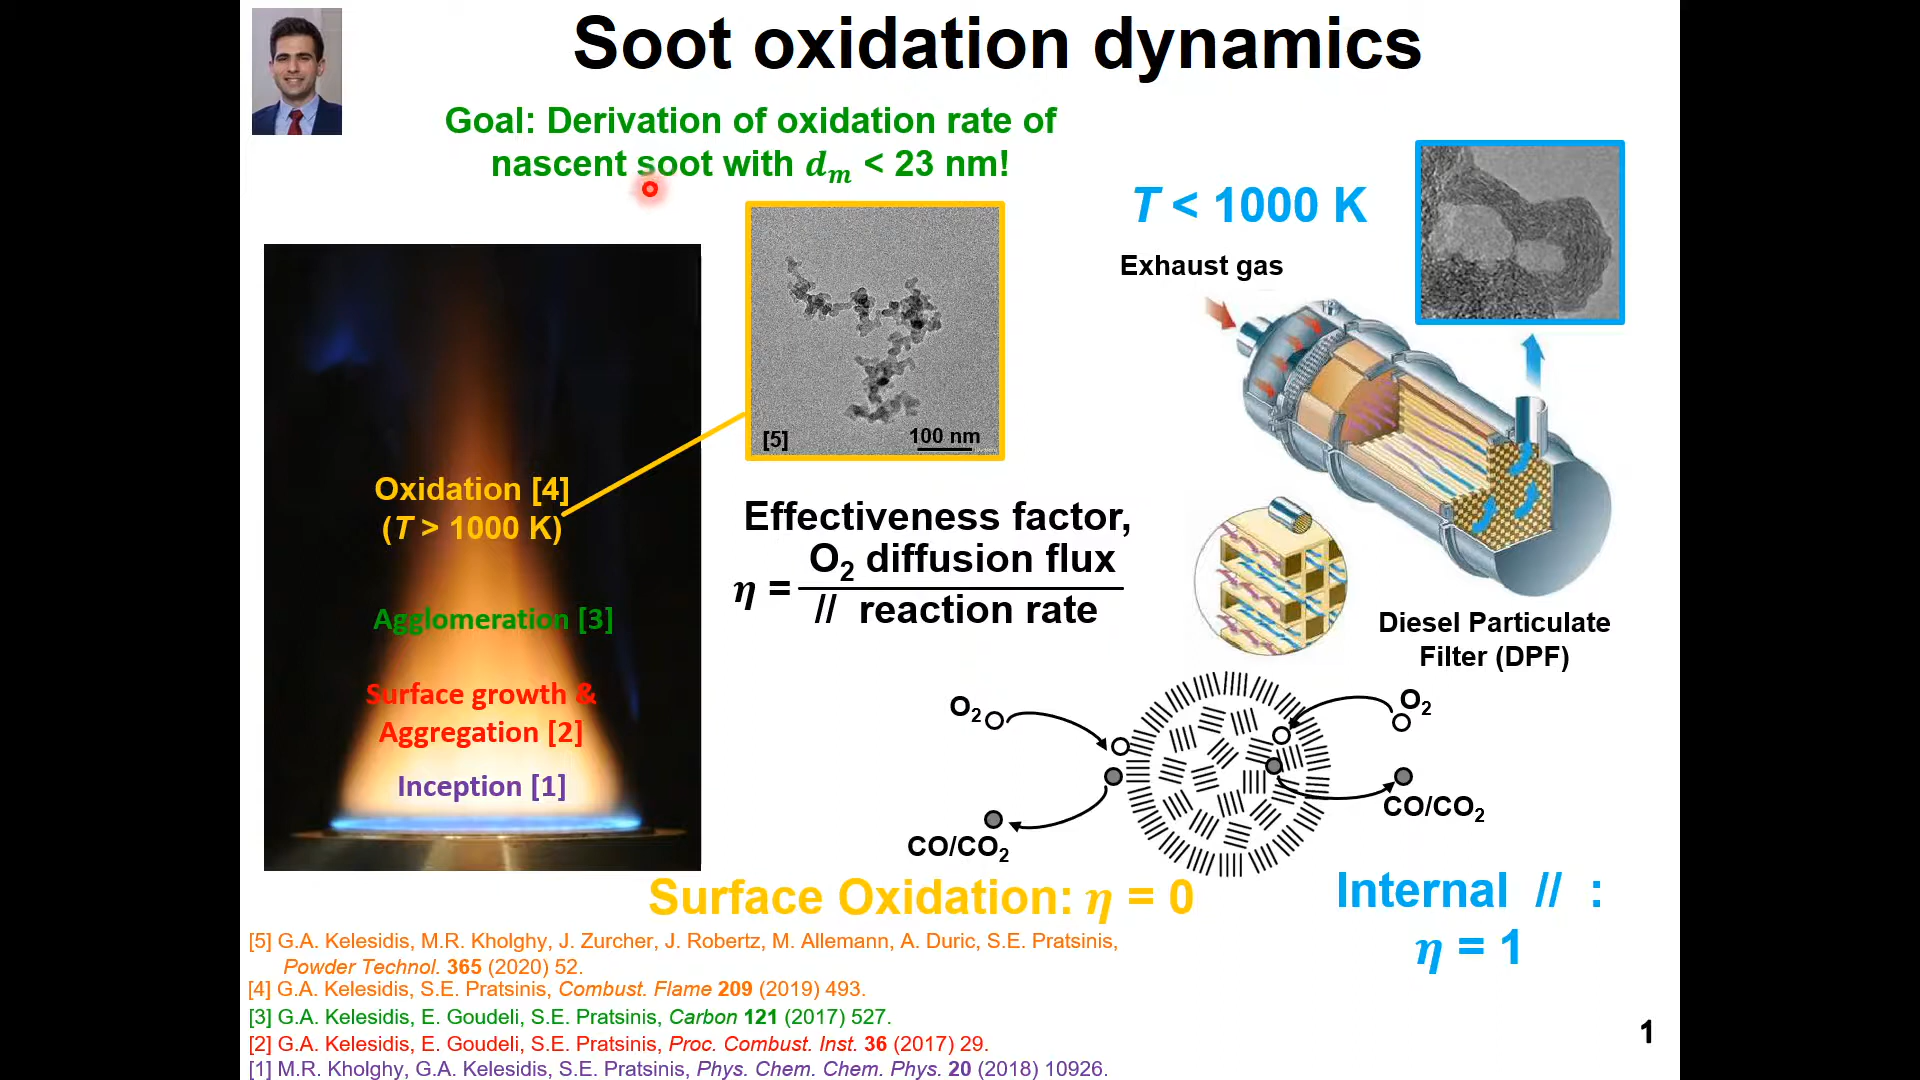 Soot oxidation dynamics
Goal: Derivation of oxidation rate of
nascent soot with dₘ < 23 nm!
T < 1000 K
Exhaust gas
[5]
100 nm
Oxidation [4]
(T > 1000 K)
Agglomeration [3]
Surface growth &
Aggregation [2]
Inception [1]
Effectiveness factor,
η = O₂ diffusion flux
// reaction rate
Diesel Particulate
Filter (DPF)
O₂
O₂
CO/CO₂
CO/CO₂
Surface Oxidation: η = 0
Internal // :
η = 1
[5] G.A. Kelesidis, M.R. Kholghy, J. Zurcher, J. Robertz, M. Allemann, A. Duric, S.E. Pratsinis,
Powder Technol. 365 (2020) 52.
[4] G.A. Kelesidis, S.E. Pratsinis, Combust. Flame 209 (2019) 493.
[3] G.A. Kelesidis, E. Goudeli, S.E. Pratsinis, Carbon 121 (2017) 527.
[2] G.A. Kelesidis, E. Goudeli, S.E. Pratsinis, Proc. Combust. Inst. 36 (2017) 29.
[1] M.R. Kholghy, G.A. Kelesidis, S.E. Pratsinis, Phys. Chem. Chem. Phys. 20 (2018) 10926.
1